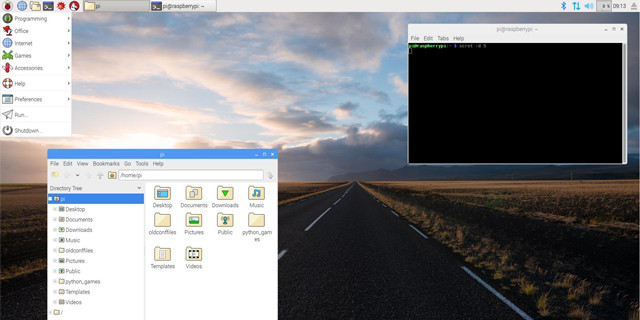 pi
pi@raspberrypi: ~
09:13
Programming
Office
Internet
Games
Accessories
Help
Preferences
Run...
Shutdown...
pi@raspberrypi: ~
File Edit Tabs Help
pi@raspberrypi:~ $ scrot -d 5
pi
File Edit View Bookmarks Go Tools Help
/home/pi
Directory Tree
pi
Desktop
Documents
Downloads
Music
oldconffiles
Pictures
Public
python_games
Templates
Videos
/
Desktop Documents Downloads Music
oldconffiles Pictures Public python_gam
es
Templates Videos